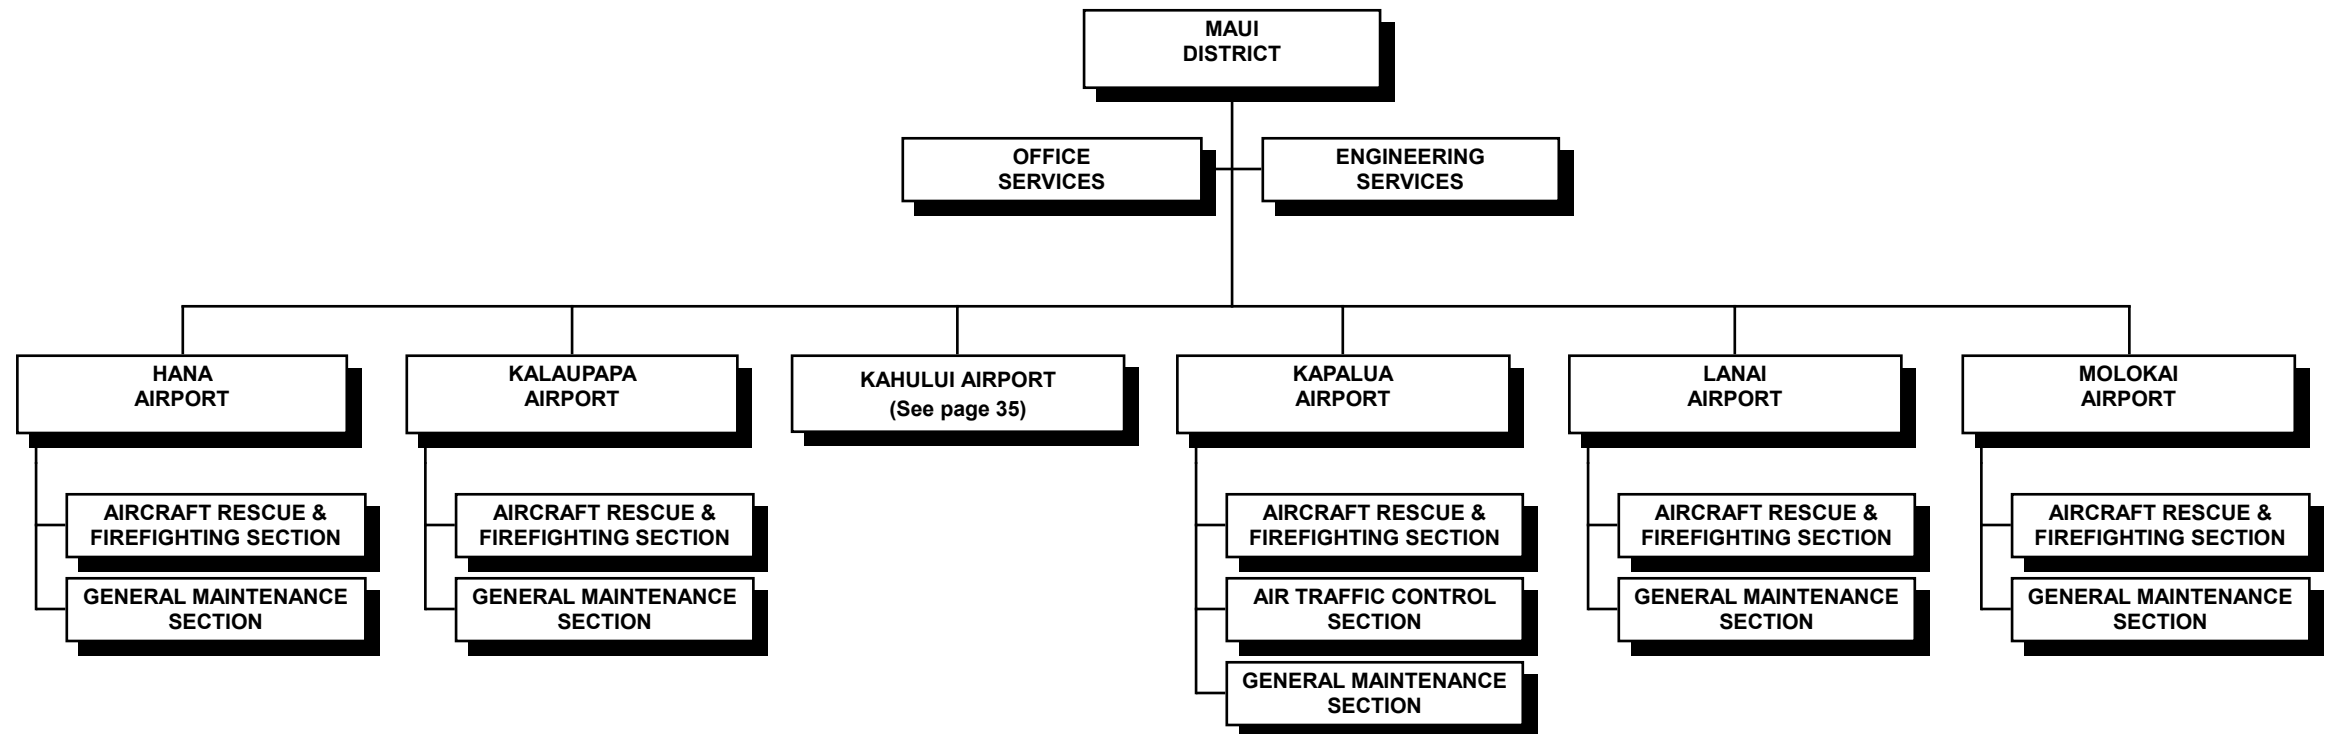 MAUI
DISTRICT
OFFICE
SERVICES
ENGINEERING
SERVICES
HANA
AIRPORT
KALAUPAPA
AIRPORT
KAHULUI AIRPORT
(See page 35)
KAPALUA
AIRPORT
LANAI
AIRPORT
MOLOKAI
AIRPORT
AIRCRAFT RESCUE &
FIREFIGHTING SECTION
GENERAL MAINTENANCE
SECTION
AIRCRAFT RESCUE &
FIREFIGHTING SECTION
GENERAL MAINTENANCE
SECTION
AIRCRAFT RESCUE &
FIREFIGHTING SECTION
AIR TRAFFIC CONTROL
SECTION
GENERAL MAINTENANCE
SECTION
AIRCRAFT RESCUE &
FIREFIGHTING SECTION
GENERAL MAINTENANCE
SECTION
AIRCRAFT RESCUE &
FIREFIGHTING SECTION
GENERAL MAINTENANCE
SECTION